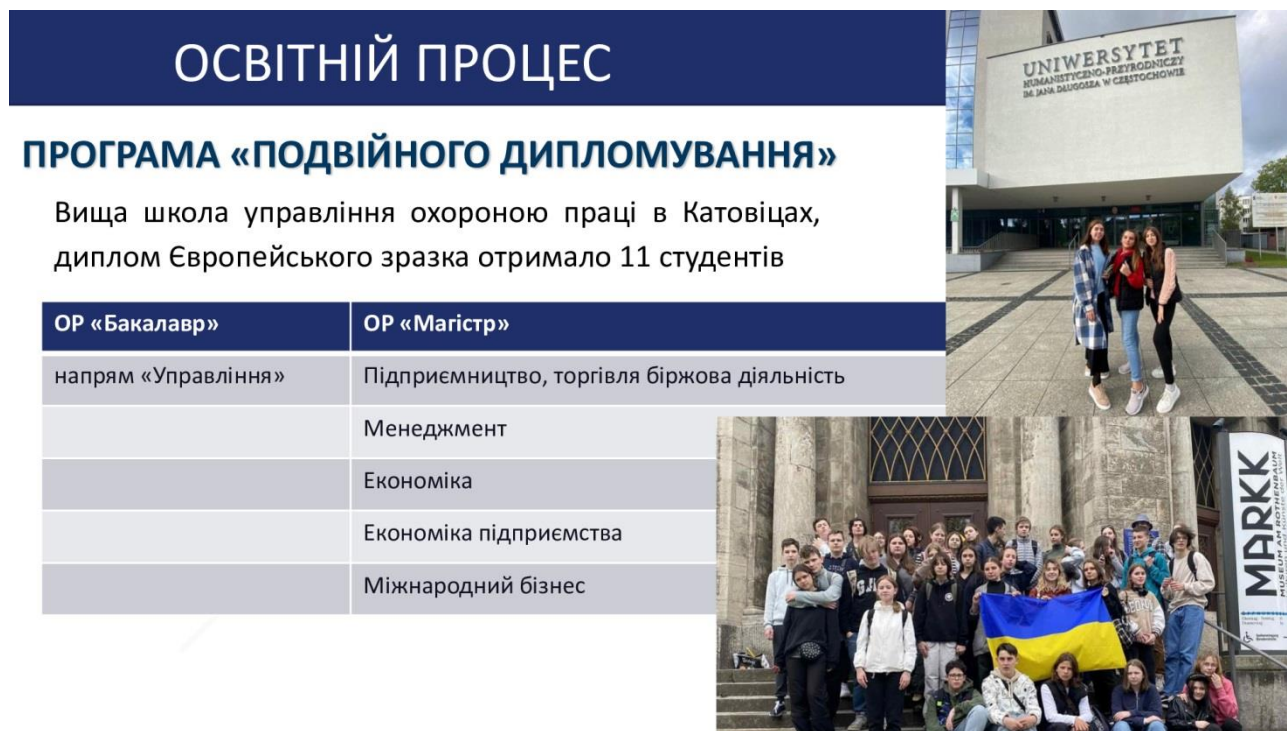 ОСВІТНІЙ ПРОЦЕС
ПРОГРАМА «ПОДВІЙНОГО ДИПЛОМУВАННЯ»
Вища школа управління охороною праці в Катовіцах,
диплом Європейського зразка отримало 11 студентів
ОР «Бакалавр» ОР «Магістр»
напрям «Управління» Підприємництво, торгівля біржова діяльність
Менеджмент
Економіка
Економіка підприємства
Міжнародний бізнес
UNIWERSYTET
HUMANISTYCZNO-PRZYRODNICZY
IM. JANA DŁUGOSZA W CZĘSTOCHOWIE
MARKK
MUSEUM AM ROTHENBAUM